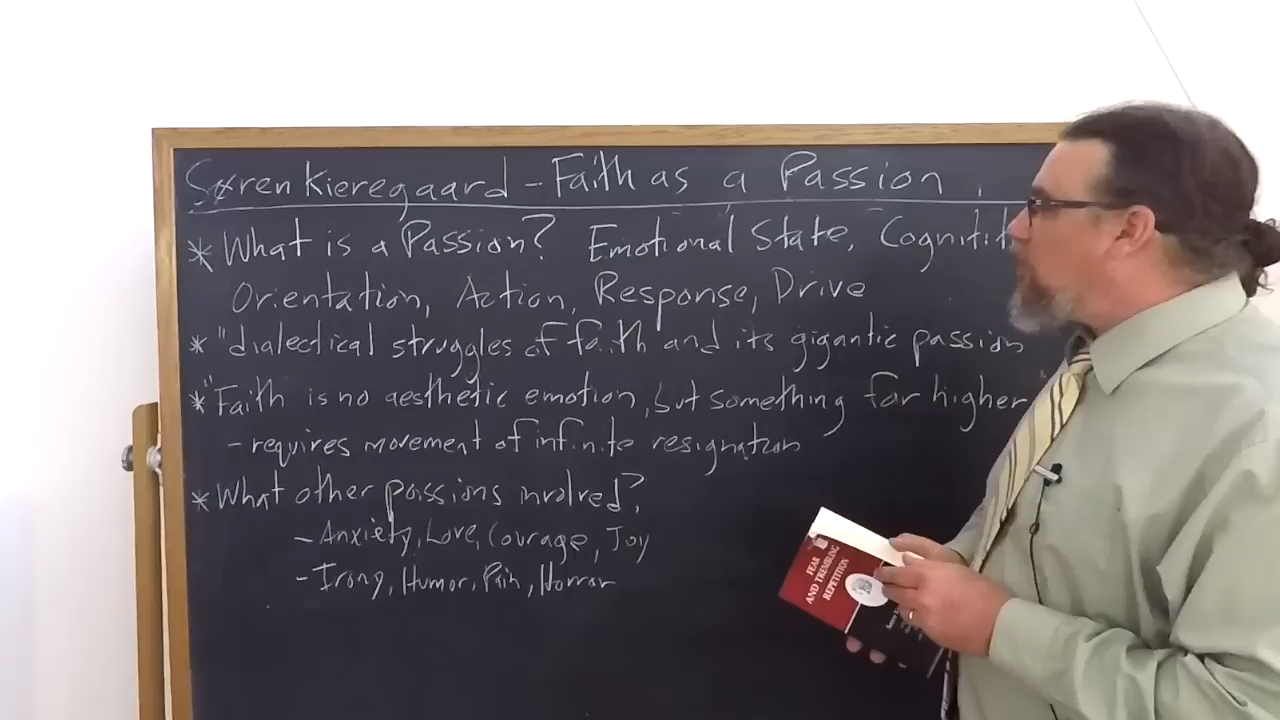 Søren Kieregaard - Faith as a Passion.
* What is a Passion? Emotional State, Cognitit
Orientation, Action, Response, Drive
* "dialectical struggles of faith and its gigantic passion
* "Faith is no aesthetic emotion, but something far higher
- requires movement of infinite resignation
* What other passions involved?
- Anxiety, Love, Courage, Joy
- Irony, Humor, Pain, Horror
FEAR
AND TREMBLING
REPETITION